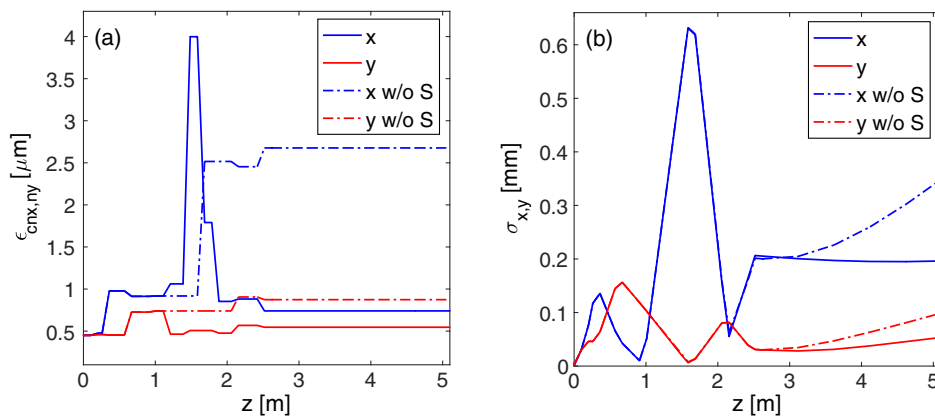 (a)
x
y
x w/o S
y w/o S
4
3.5
3
2.5
2
1.5
1
0.5
ϵcnx,ny [μm]
0 1 2 3 4 5
z [m]
(b)
x
y
x w/o S
y w/o S
0.6
0.5
0.4
0.3
0.2
0.1
0
σx,y [mm]
0 1 2 3 4 5
z [m]